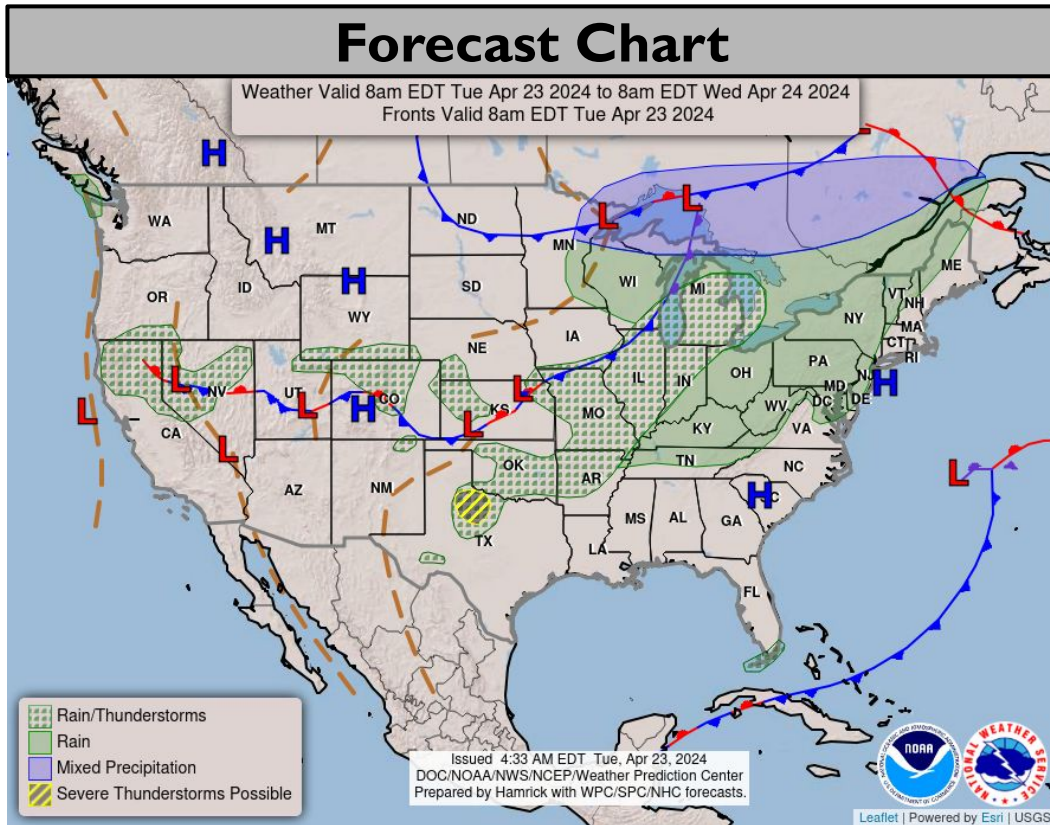 Forecast Chart
Weather Valid 8am EDT Tue Apr 23 2024 to 8am EDT Wed Apr 24 2024
Fronts Valid 8am EDT Tue Apr 23 2024
H
L
WA
MT
ND
L
L
MN
H
ME
OR
ID
H
SD
WI
MI
VT
NH
WY
NY
MA
CT
RI
IA
NE
PA
NJ
H
L
NV
UT
L
H
CO
L
KS
IL
IN
OH
MD
DC
DE
WV
VA
L
CA
L
L
MO
KY
AZ
NM
OK
AR
TN
NC
L
H
SC
TX
MS
AL
GA
LA
FL
Rain/Thunderstorms
Rain
Mixed Precipitation
Severe Thunderstorms Possible
Issued 4:33 AM EDT Tue, Apr 23, 2024
DOC/NOAA/NWS/NCEP/Weather Prediction Center
Prepared by Hamrick with WPC/SPC/NHC forecasts.
NOAA
NATIONAL WEATHER SERVICE
Leaflet | Powered by Esri | USGS